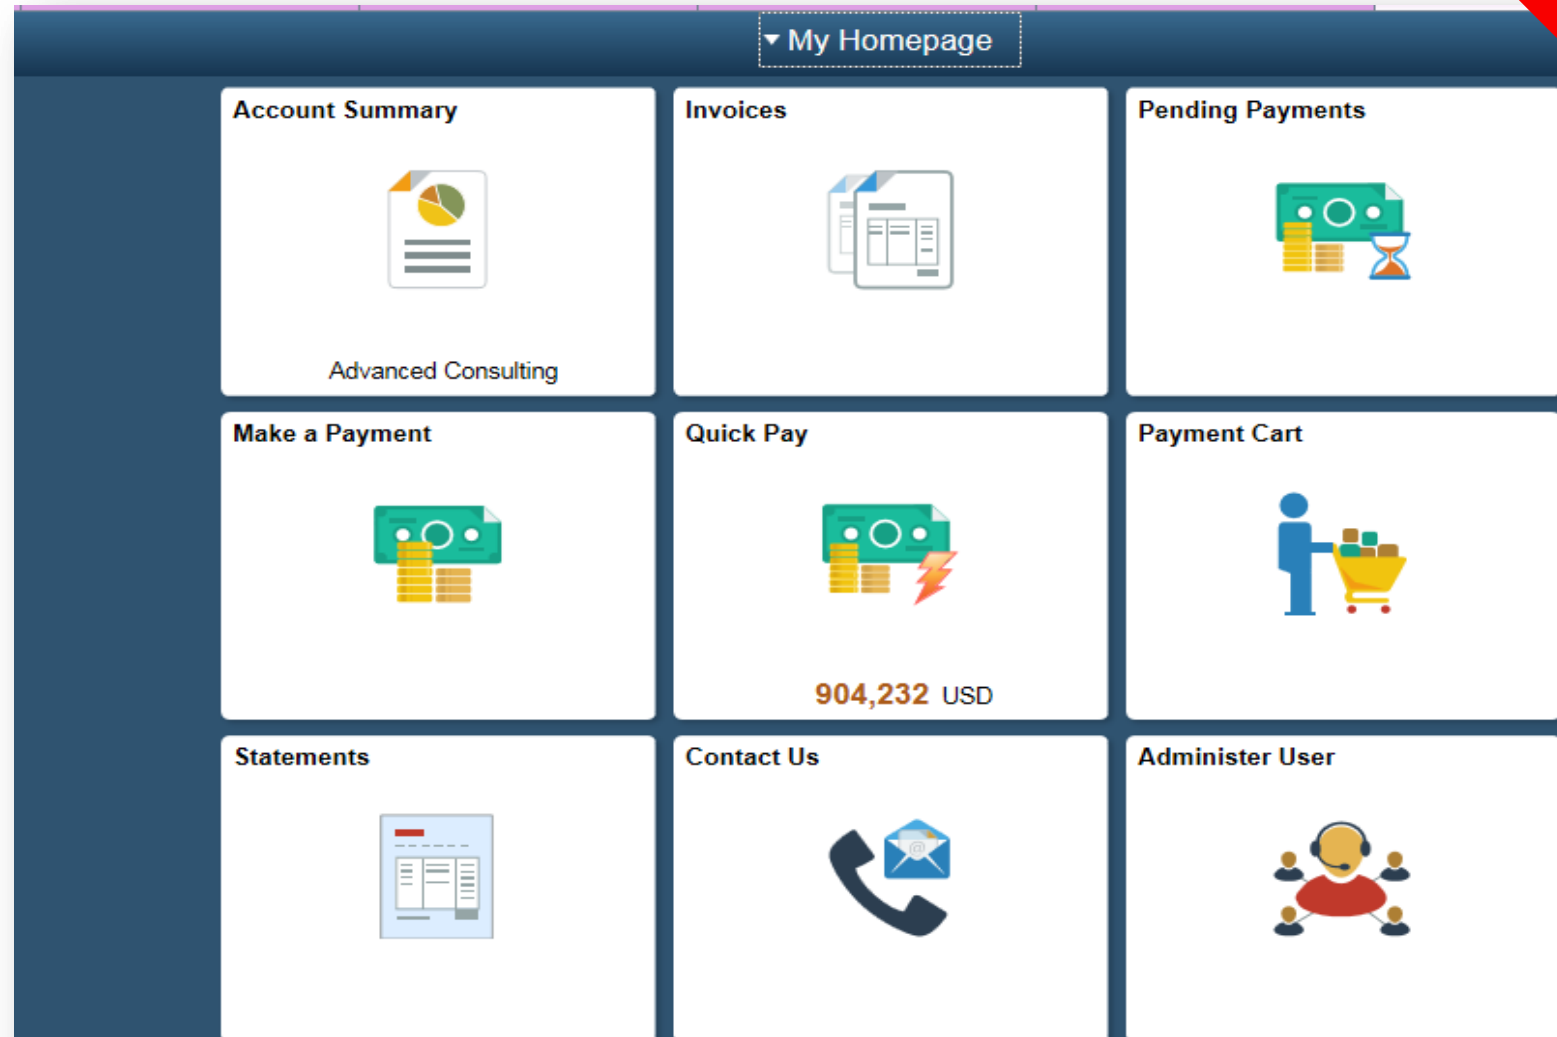 My Homepage
Account Summary
Invoices
Pending Payments
Advanced Consulting
Make a Payment
Quick Pay
Payment Cart
904,232 USD
Statements
Contact Us
Administer User
@